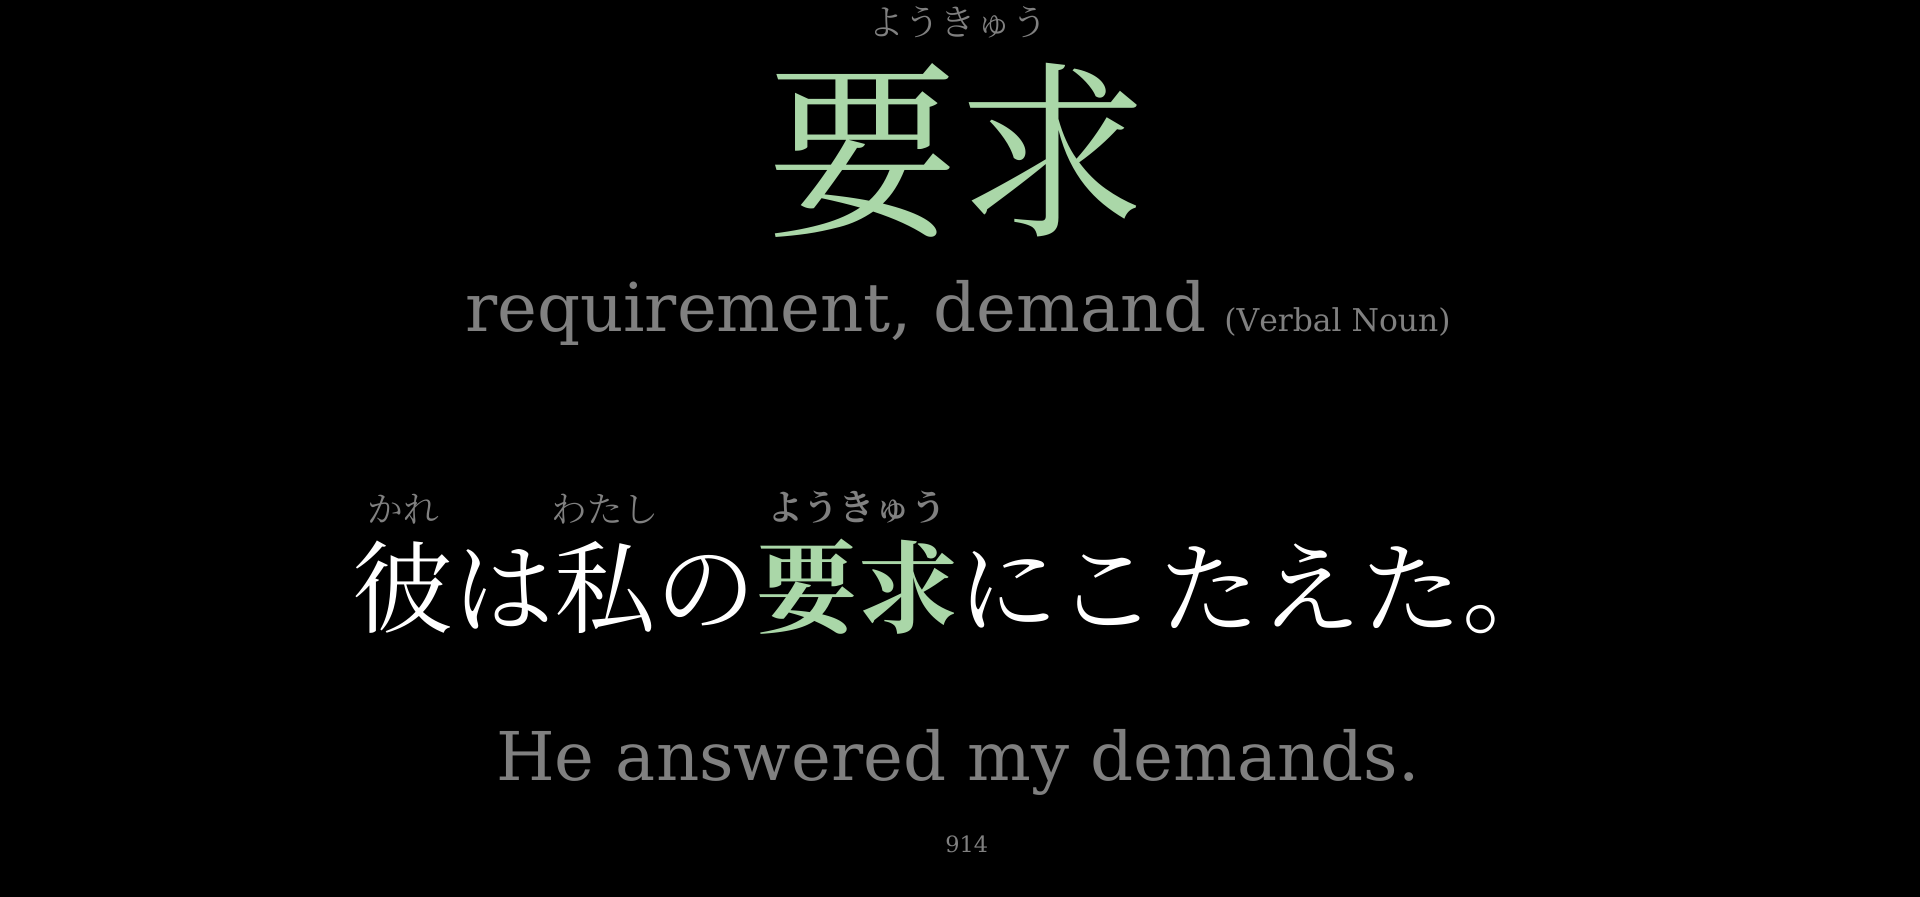 ようきゅう
要求
requirement, demand (Verbal Noun)
かれ わたし ようきゅう
彼は私の要求にこたえた。
He answered my demands.
914